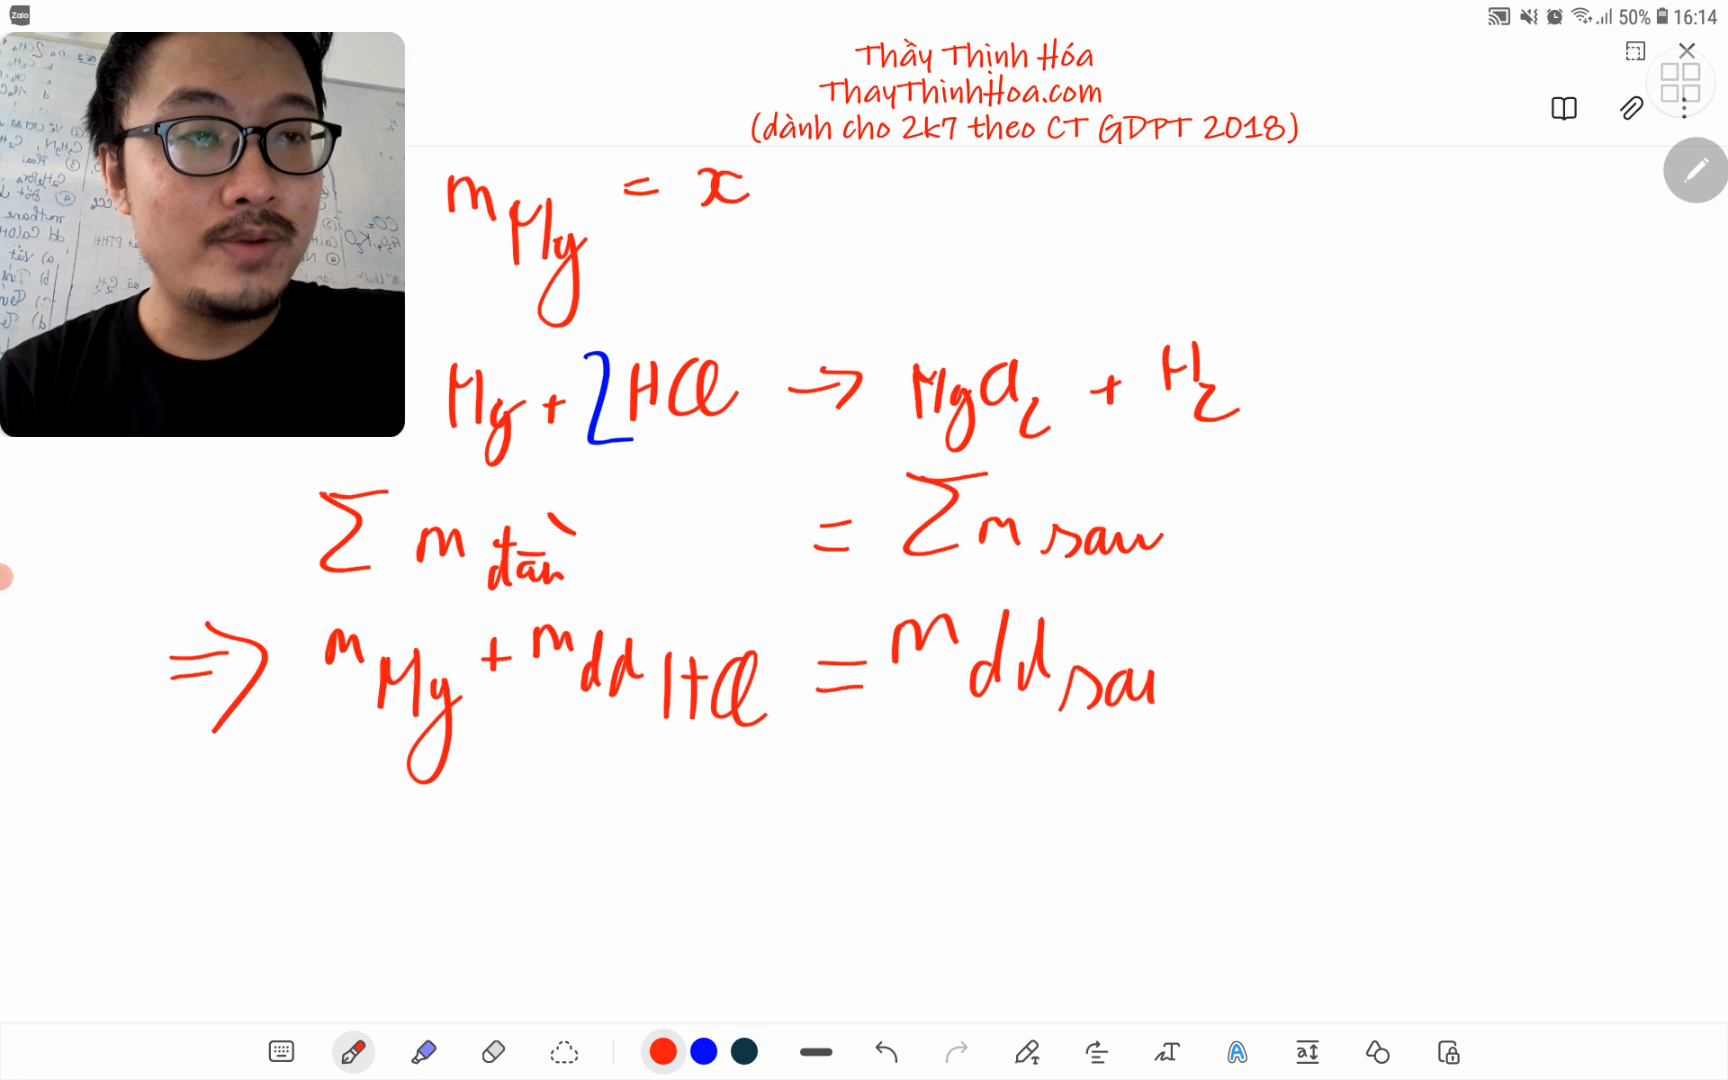 Zalo
50% 16:14
Thầy Thịnh Hóa
ThayThinhHoa.com
(dành cho 2k7 theo CT GDPT 2018)
m Mg = x
Mg + 2HCl → MgCl2 + H2
∑ m đầu = ∑ m sau
⇒ m Mg + m dd HCl = m dd sau